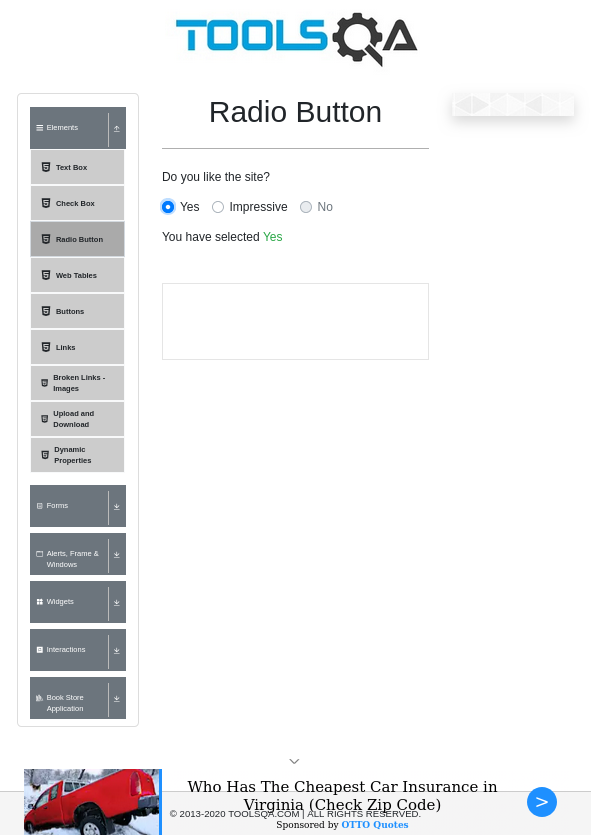 TOOLSQA
Radio Button
Elements
Text Box
Check Box
Radio Button
Web Tables
Buttons
Links
Broken Links -
Images
Upload and
Download
Dynamic
Properties
Forms
Alerts, Frame &
Windows
Widgets
Interactions
Book Store
Application
Do you like the site?
Yes Impressive No
You have selected Yes
Who Has The Cheapest Car Insurance in
Virginia (Check Zip Code)
© 2013-2020 TOOLSQA.COM | ALL RIGHTS RESERVED.
Sponsored by OTTO Quotes